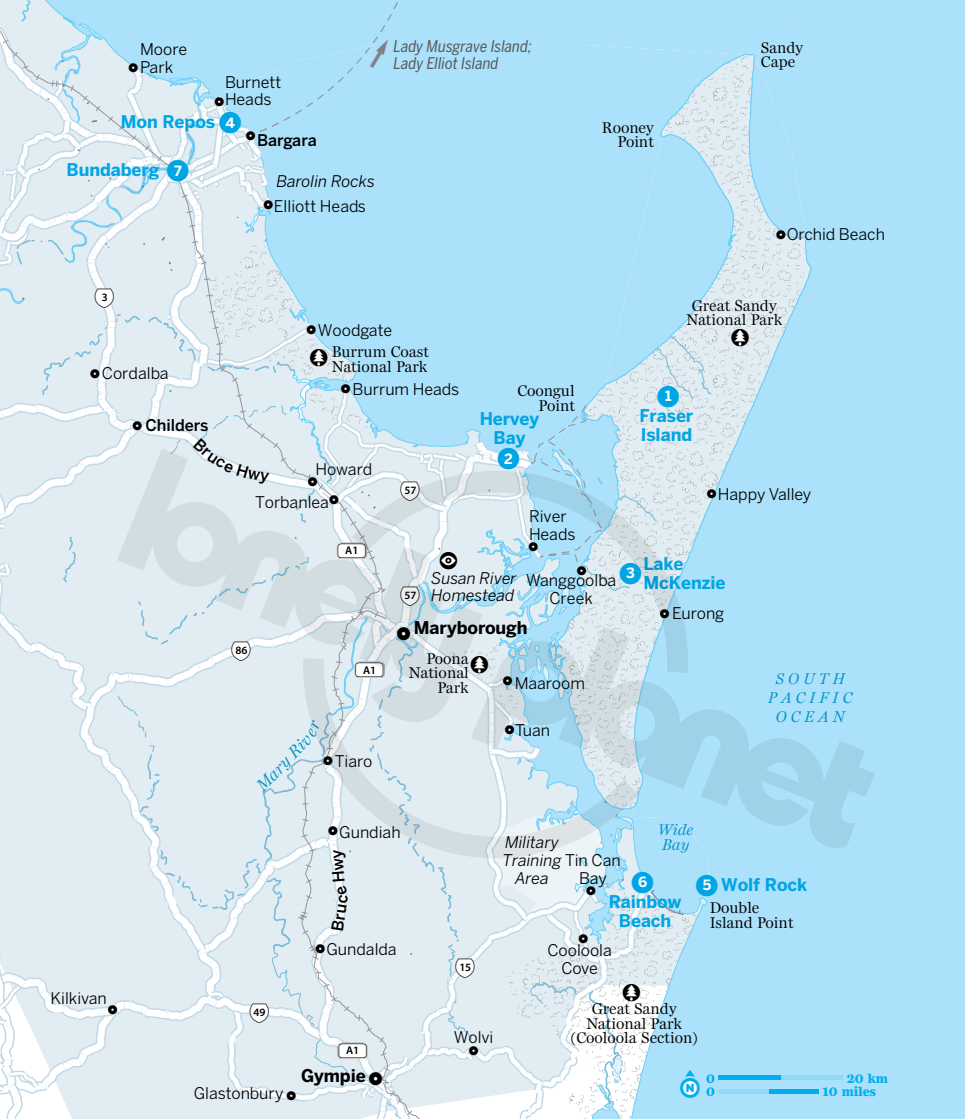 Moore
Park
Lady Musgrave Island;
Lady Elliot Island
Sandy
Cape
Burnett
Heads
Mon Repos 4
Bargara
Rooney
Point
Bundaberg 7
Barolin Rocks
Elliott Heads
Orchid Beach
3
Great Sandy
National Park
Woodgate
Burrum Coast
National Park
Cordalba
Burrum Heads
Coongul
Point
1
Fraser
Island
Childers
Hervey
Bay
2
Bruce Hwy
Howard
57
Torbanlea
Happy Valley
River
Heads
A1
Susan River
Homestead
Wanggoolba
Creek
3 Lake
McKenzie
57
Eurong
Maryborough
86
A1
Poona
National
Park
Maaroom
SOUTH
PACIFIC
OCEAN
Tuan
Mary River
Tiaro
lonely planet
Gundiah
Wide
Bay
Military
Training
Area
Tin Can
Bay
Bruce Hwy
6
Rainbow
Beach
5 Wolf Rock
Double
Island Point
Gundalda
Cooloola
Cove
15
Kilkivan
49
Great Sandy
National Park
(Cooloola Section)
Wolvi
A1
Gympie
Glastonbury
N
0 20 km
0 10 miles